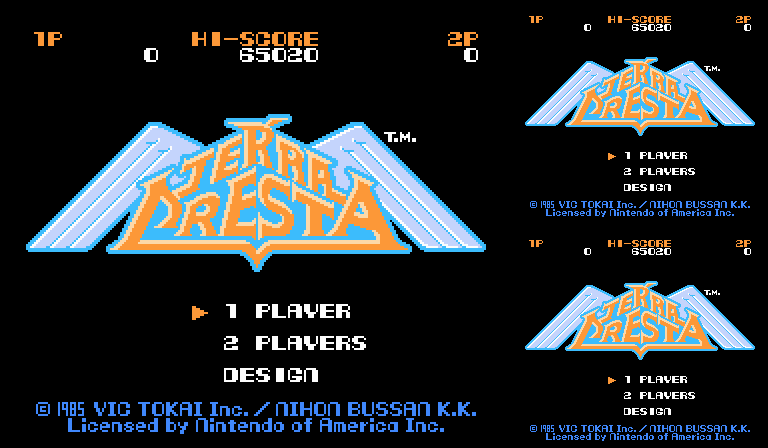 1P HI-SCORE 2P
0 65020 0
TERRA
CRESTA
T.M.
1 PLAYER
2 PLAYERS
DESIGN
© 1985 VIC TOKAI Inc. / NIHON BUSSAN K.K.
Licensed by Nintendo of America Inc.
1P HI-SCORE 2P
0 65020 0
TERRA
CRESTA
T.M.
1 PLAYER
2 PLAYERS
DESIGN
© 1985 VIC TOKAI Inc. / NIHON BUSSAN K.K.
Licensed by Nintendo of America Inc.
1P HI-SCORE 2P
0 65020 0
TERRA
CRESTA
T.M.
1 PLAYER
2 PLAYERS
DESIGN
© 1985 VIC TOKAI Inc. / NIHON BUSSAN K.K.
Licensed by Nintendo of America Inc.